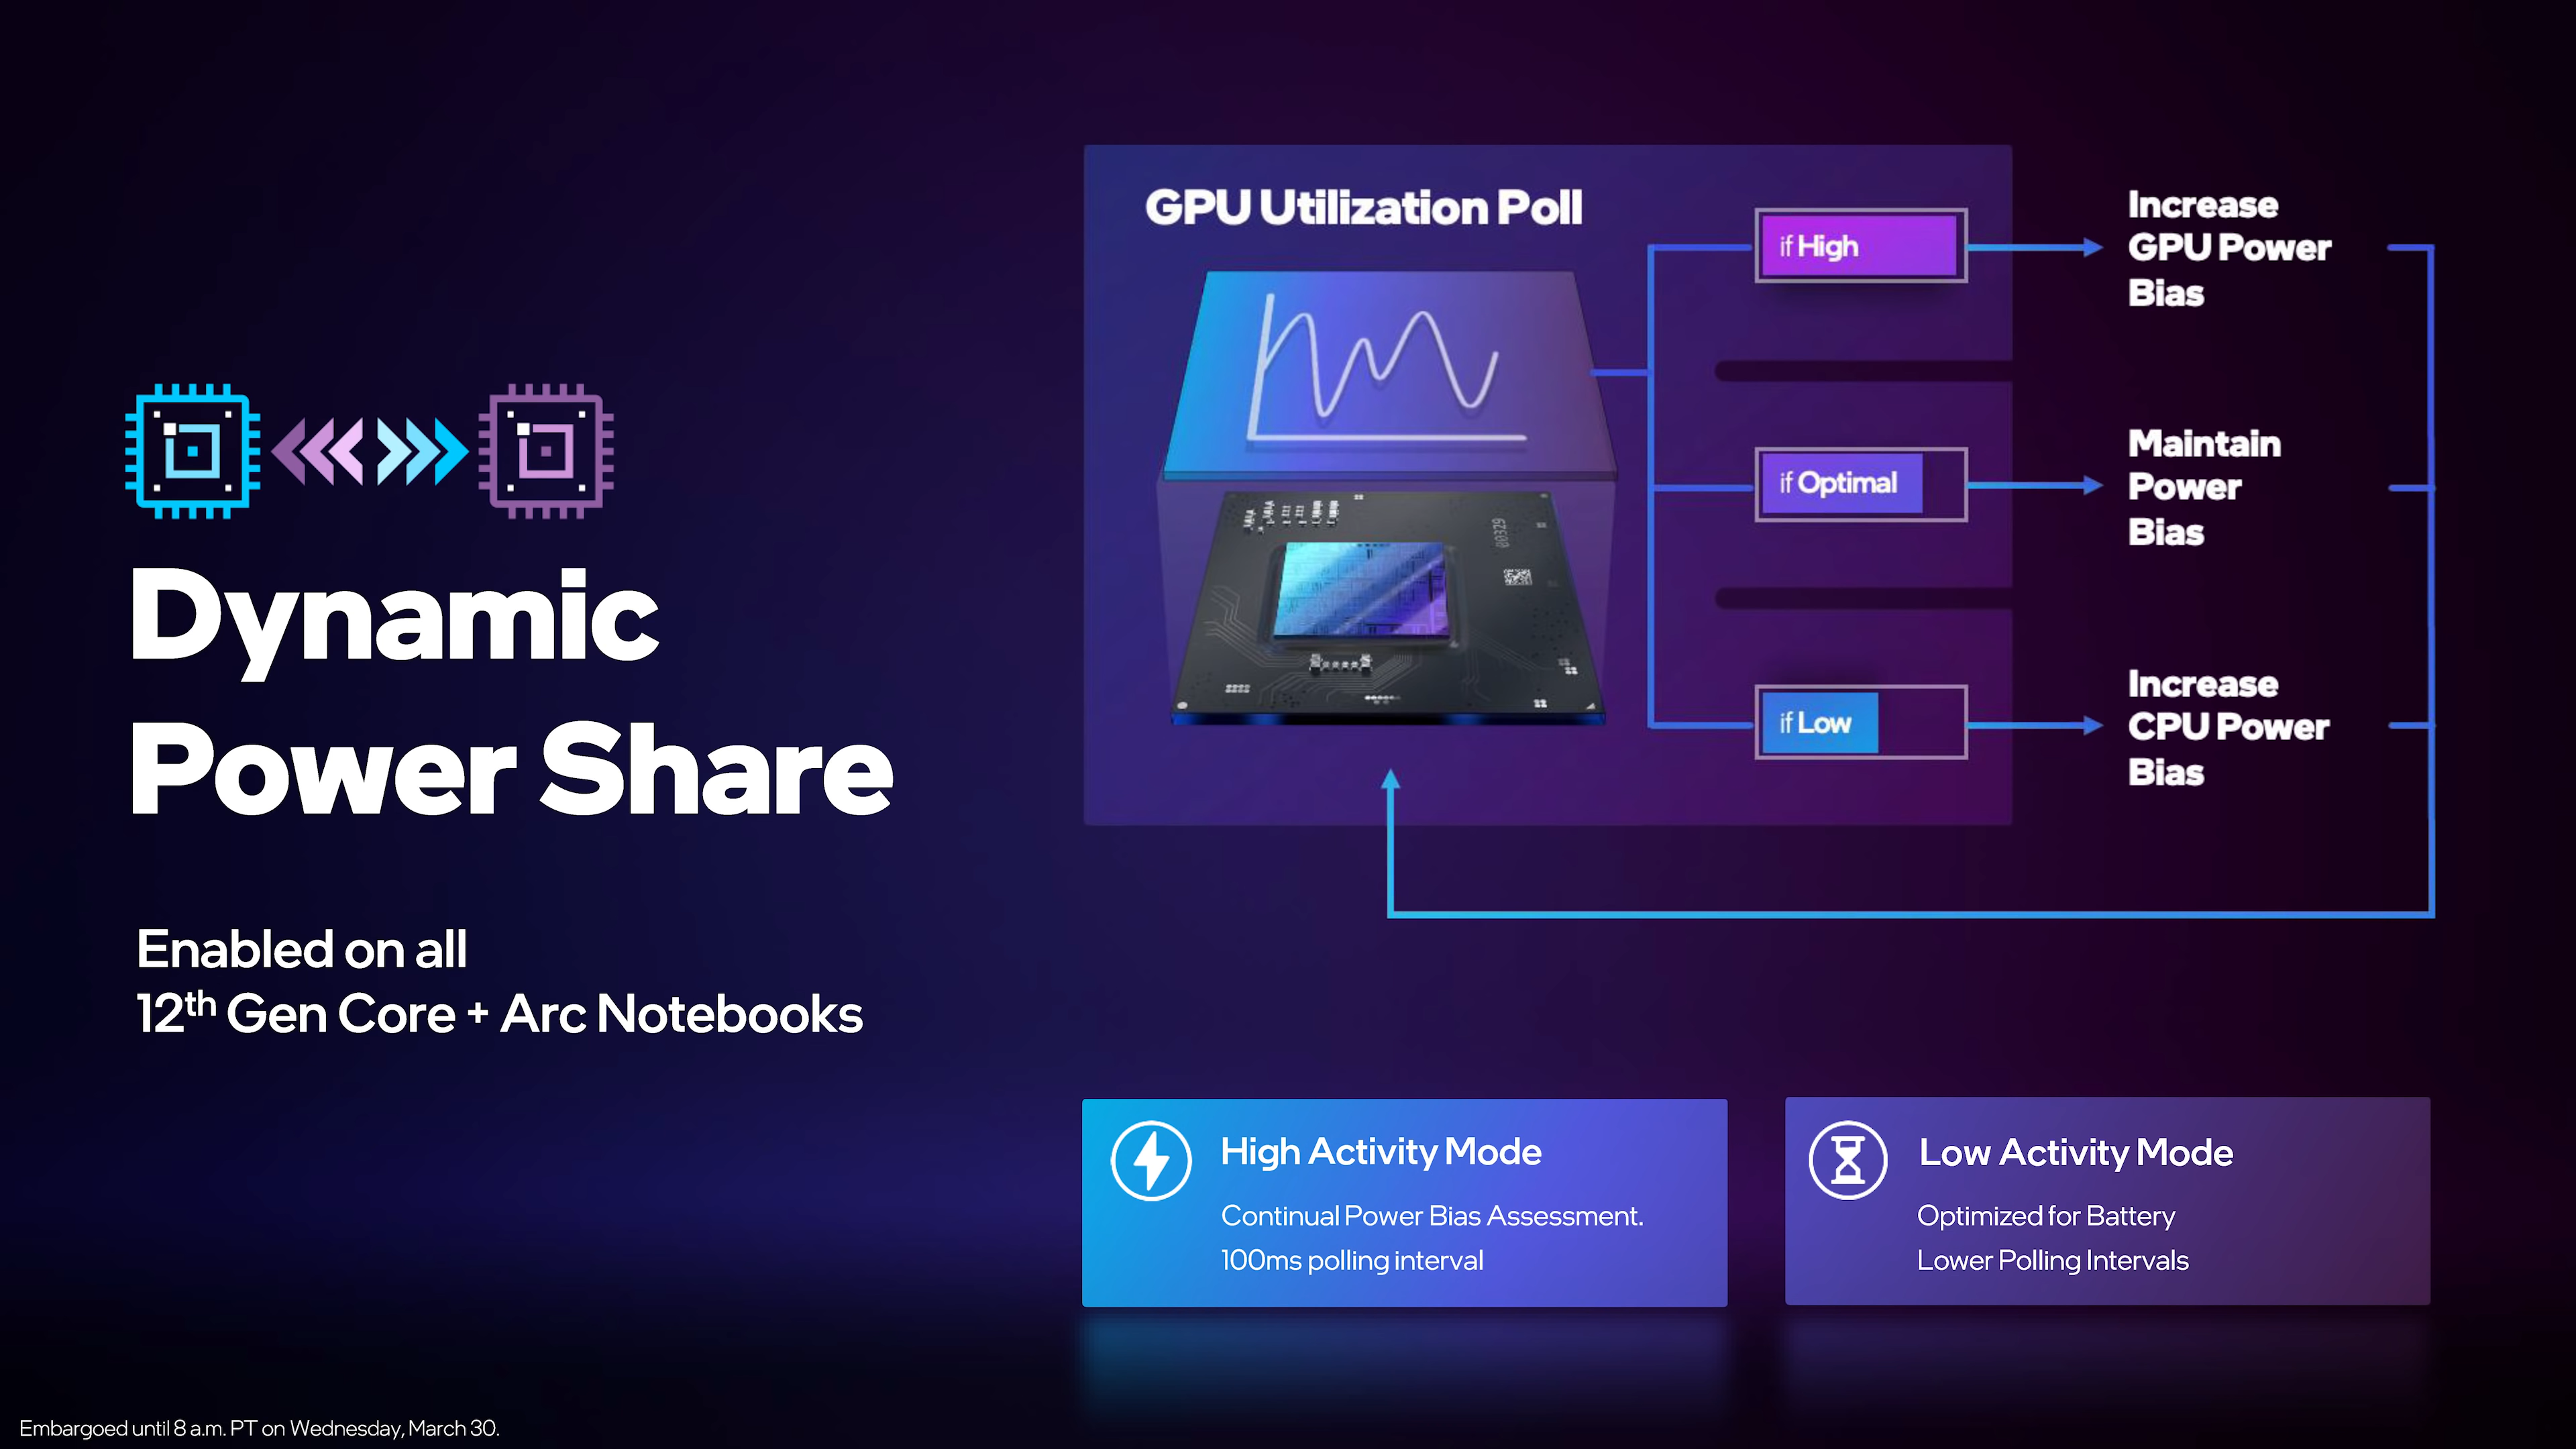 Dynamic
Power Share
Enabled on all
12th Gen Core + Arc Notebooks
GPU Utilization Poll
if High
Increase
GPU Power
Bias
if Optimal
Maintain
Power
Bias
00329
if Low
Increase
CPU Power
Bias
High Activity Mode
Continual Power Bias Assessment.
100ms polling interval
Low Activity Mode
Optimized for Battery
Lower Polling Intervals
Embargoed until 8 a.m. PT on Wednesday, March 30.